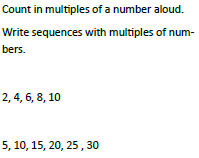 Count in multiples of a number aloud.
Write sequences with multiples of num-
bers.
2, 4, 6, 8, 10
5, 10, 15, 20, 25 , 30